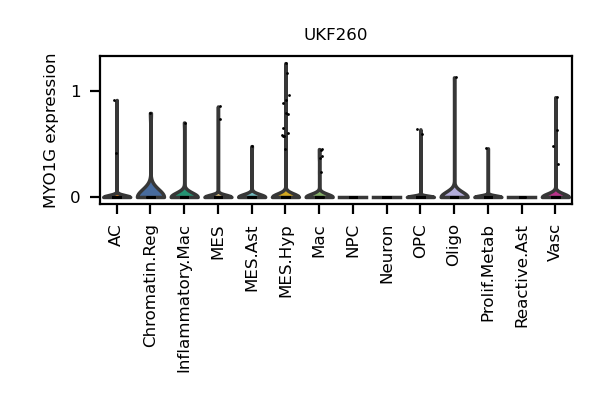 UKF260
MYO1G expression
1
0
AC
Chromatin.Reg
Inflammatory.Mac
MES
MES.Ast
MES.Hyp
Mac
NPC
Neuron
OPC
Oligo
Prolif.Metab
Reactive.Ast
Vasc